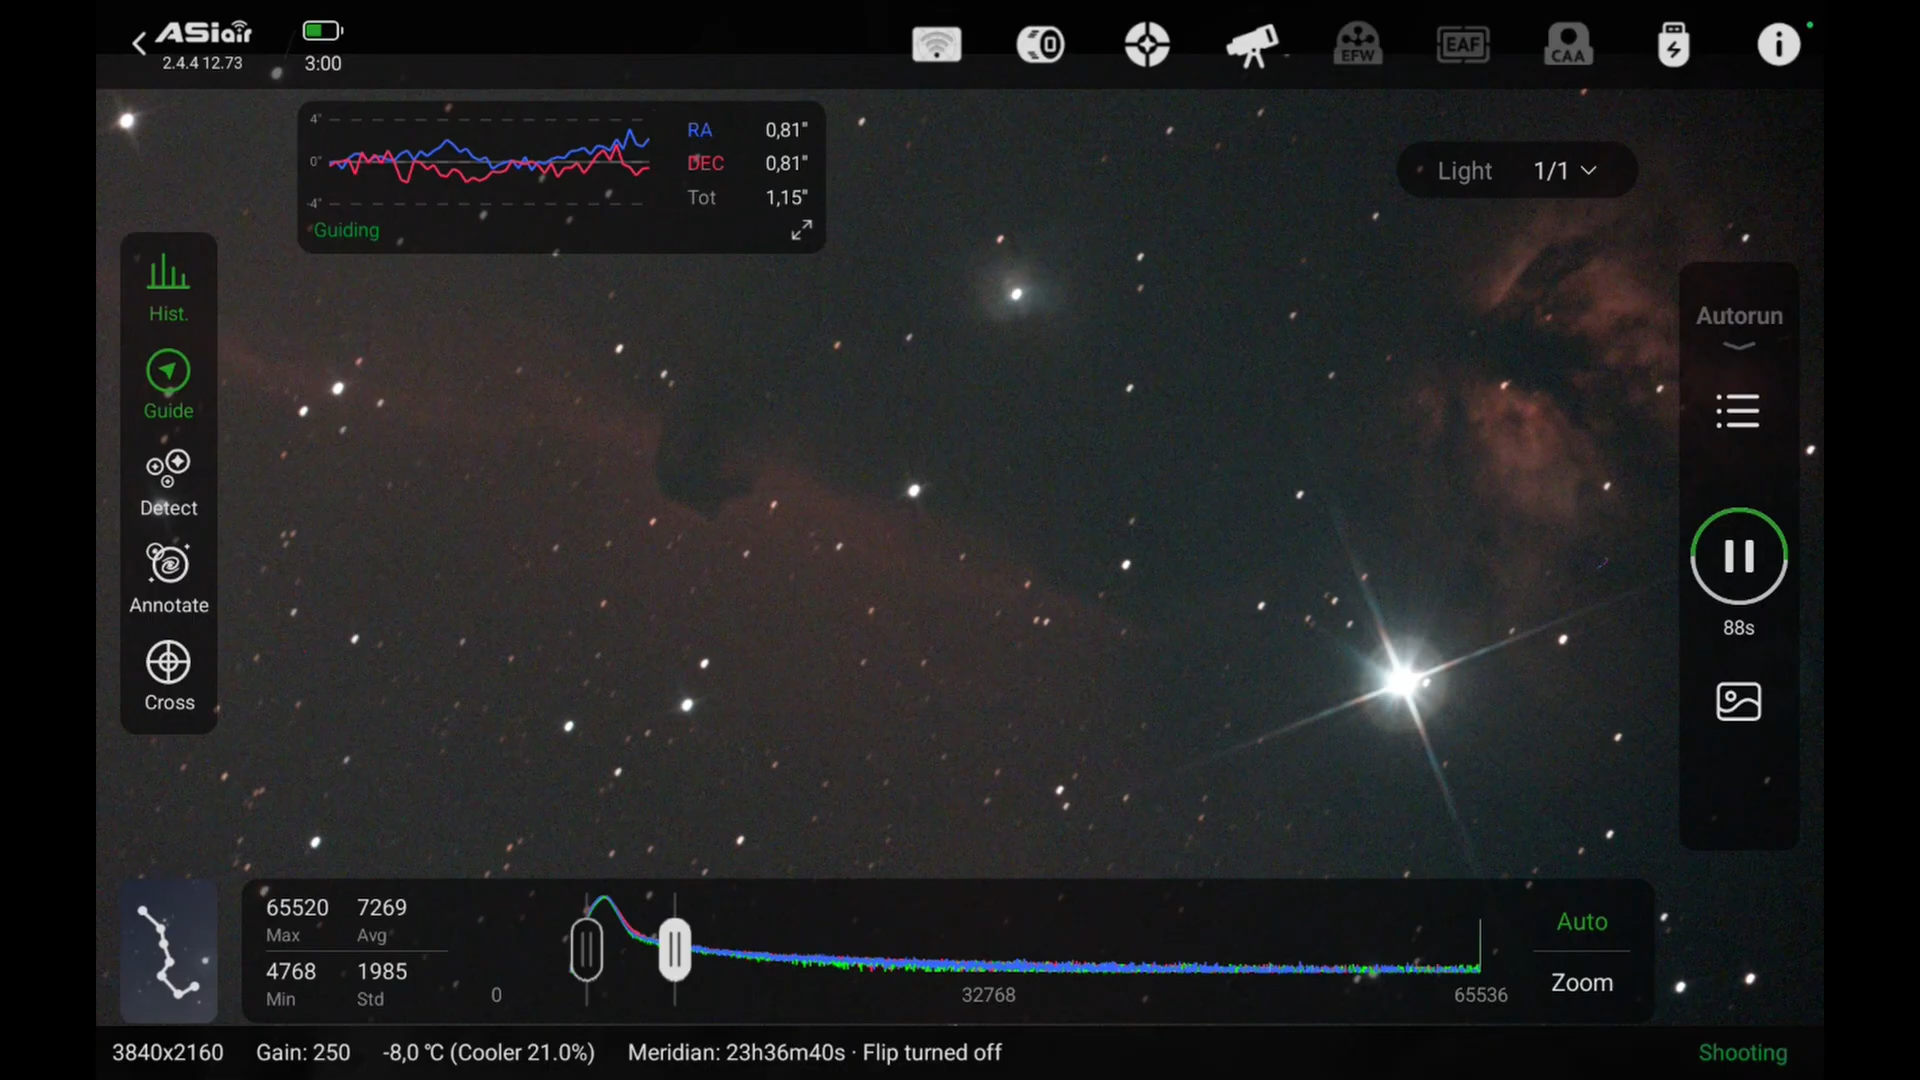 ASiair
2.4.4 12.73
3:00
EFW
EAF
CAA
4"
0"
-4"
RA 0,81"
DEC 0,81"
Tot 1,15"
Guiding
Light 1/1
Hist.
Guide
Detect
Annotate
Cross
Autorun
88s
65520 7269
Max Avg
4768 1985
Min Std
0 32768 65536
Auto
Zoom
3840x2160 Gain: 250 -8,0 ℃ (Cooler 21.0%) Meridian: 23h36m40s · Flip turned off Shooting